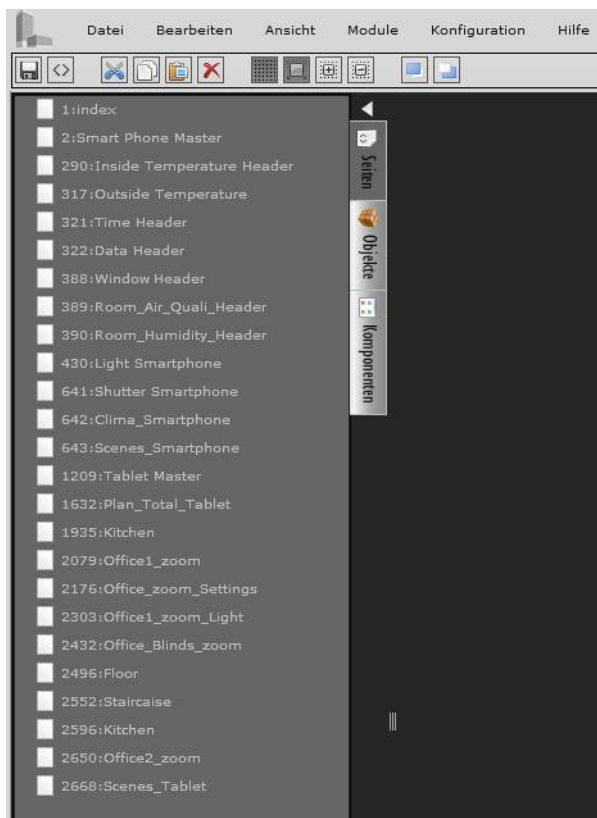 Datei Bearbeiten Ansicht Module Konfiguration Hilfe
1:index
2:Smart Phone Master
290:Inside Temperature Header
317:Outside Temperature
321:Time Header
322:Data Header
388:Window Header
389:Room_Air_Quali_Header
390:Room_Humidity_Header
430:Light Smartphone
641:Shutter Smartphone
642:Clima_Smartphone
643:Scenes_Smartphone
1209:Tablet Master
1632:Plan_Total_Tablet
1935:Kitchen
2079:Office1_zoom
2176:Office_zoom_Settings
2303:Office1_zoom_Light
2432:Office_Blinds_zoom
2496:Floor
2552:Staircaise
2596:Kitchen
2650:Office2_zoom
2668:Scenes_Tablet
Seiten
Objekte
Komponenten